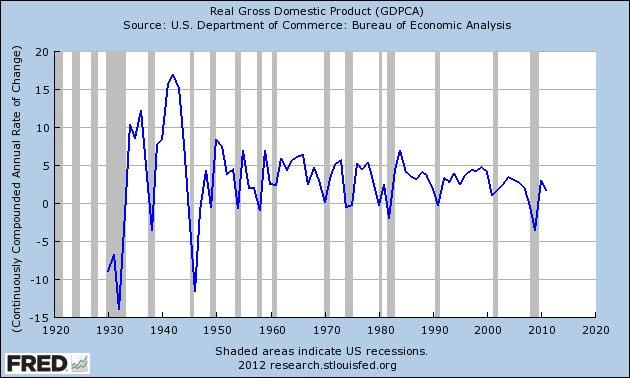 Real Gross Domestic Product (GDPCA)
Source: U.S. Department of Commerce: Bureau of Economic Analysis
(Continuously Compounded Annual Rate of Change)
20
15
10
5
0
-5
-10
-15
1920 1930 1940 1950 1960 1970 1980 1990 2000 2010 2020
Shaded areas indicate US recessions.
FRED 2012 research.stlouisfed.org